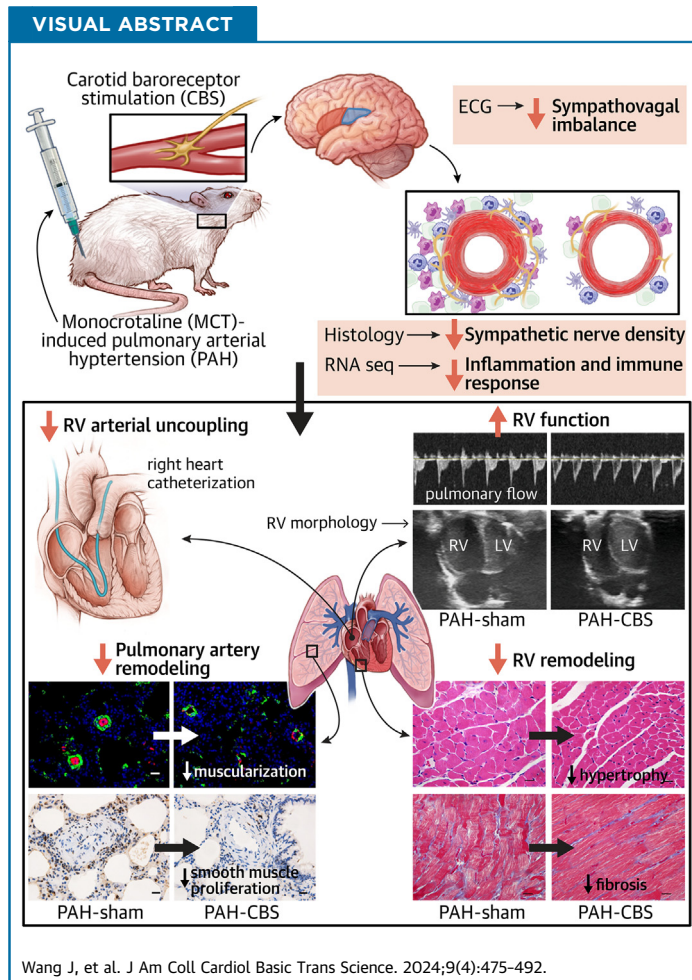 VISUAL ABSTRACT
Carotid baroreceptor
stimulation (CBS)
ECG
Sympathovagal
imbalance
Monocrotaline (MCT)-
induced pulmonary arterial
hyptertension (PAH)
Histology
Sympathetic nerve density
RNA seq
Inflammation and immune
response
RV arterial uncoupling
right heart
catheterization
RV function
pulmonary flow
RV morphology
RV
LV
RV
LV
PAH-sham
PAH-CBS
Pulmonary artery
remodeling
muscularization
smooth muscle
proliferation
PAH-sham
PAH-CBS
RV remodeling
hypertrophy
fibrosis
PAH-sham
PAH-CBS
Wang J, et al. J Am Coll Cardiol Basic Trans Science. 2024;9(4):475-492.